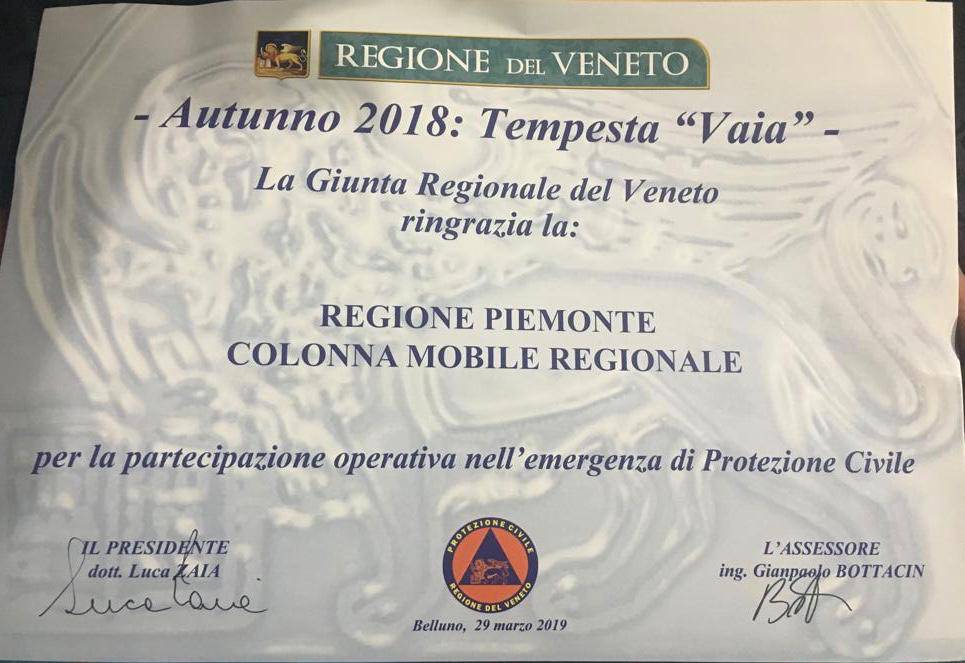 REGIONE DEL VENETO
- Autunno 2018: Tempesta “Vaia” -
La Giunta Regionale del Veneto
ringrazia la:
REGIONE PIEMONTE
COLONNA MOBILE REGIONALE
per la partecipazione operativa nell’emergenza di Protezione Civile
IL PRESIDENTE
dott. Luca ZAIA
Luca Zaia
PROTEZIONE CIVILE
REGIONE DEL VENETO
Belluno, 29 marzo 2019
L’ASSESSORE
ing. Gianpaolo BOTTACIN